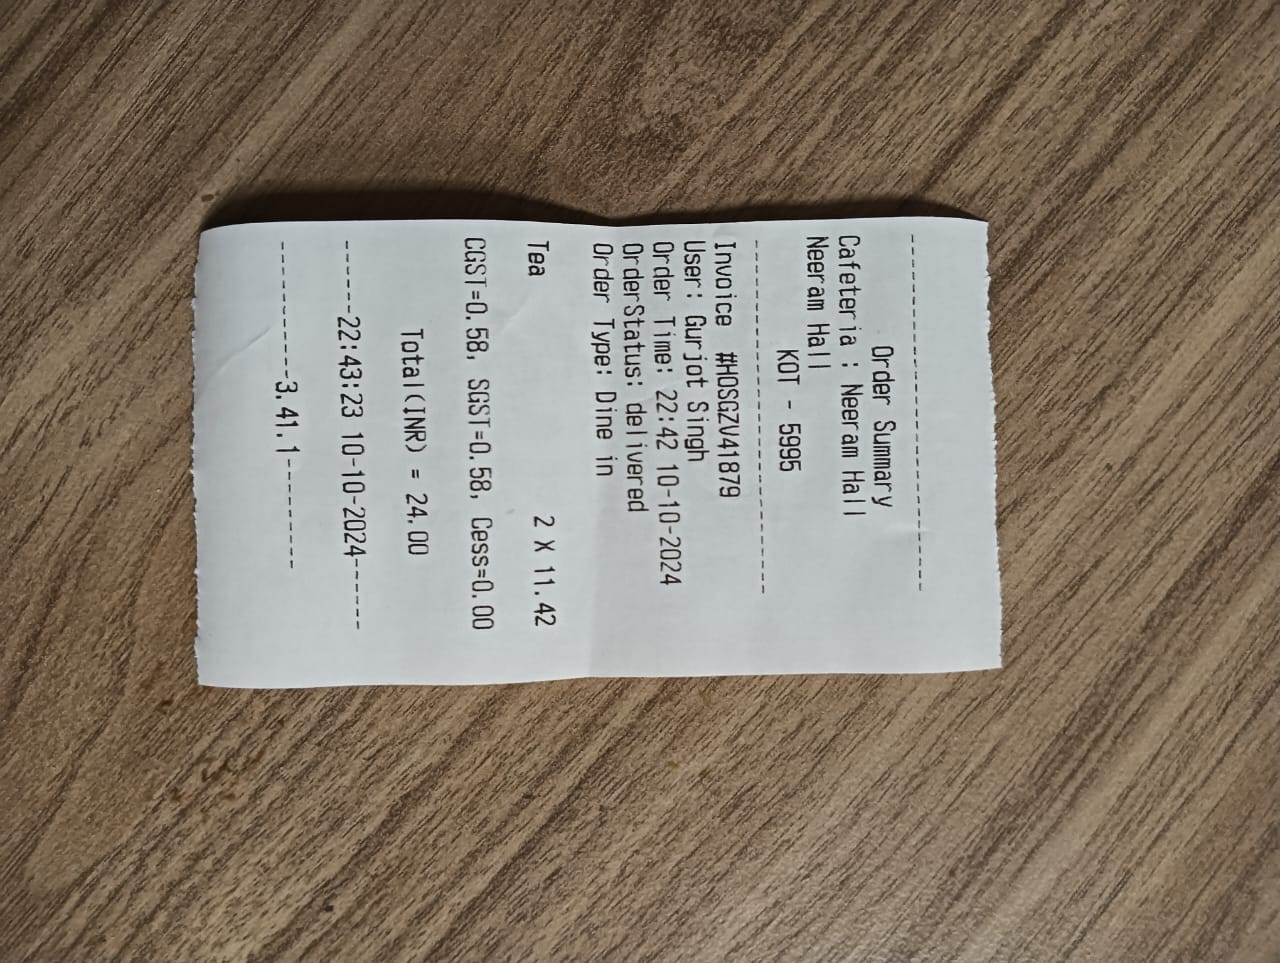 --------------------------------
Order Summary
Cafeteria : Neeram Hall
Neeram Hall
KOT - 5995
--------------------------------
Invoice #HOSGZV41879
User: Gurjot Singh
Order Time: 22:42 10-10-2024
OrderStatus: delivered
Order Type: Dine in
Tea 2 X 11.42
CGST=0.58, SGST=0.58, Cess=0.00
Total(INR) = 24.00
------22:43:23 10-10-2024------
-----------3.41.1---------